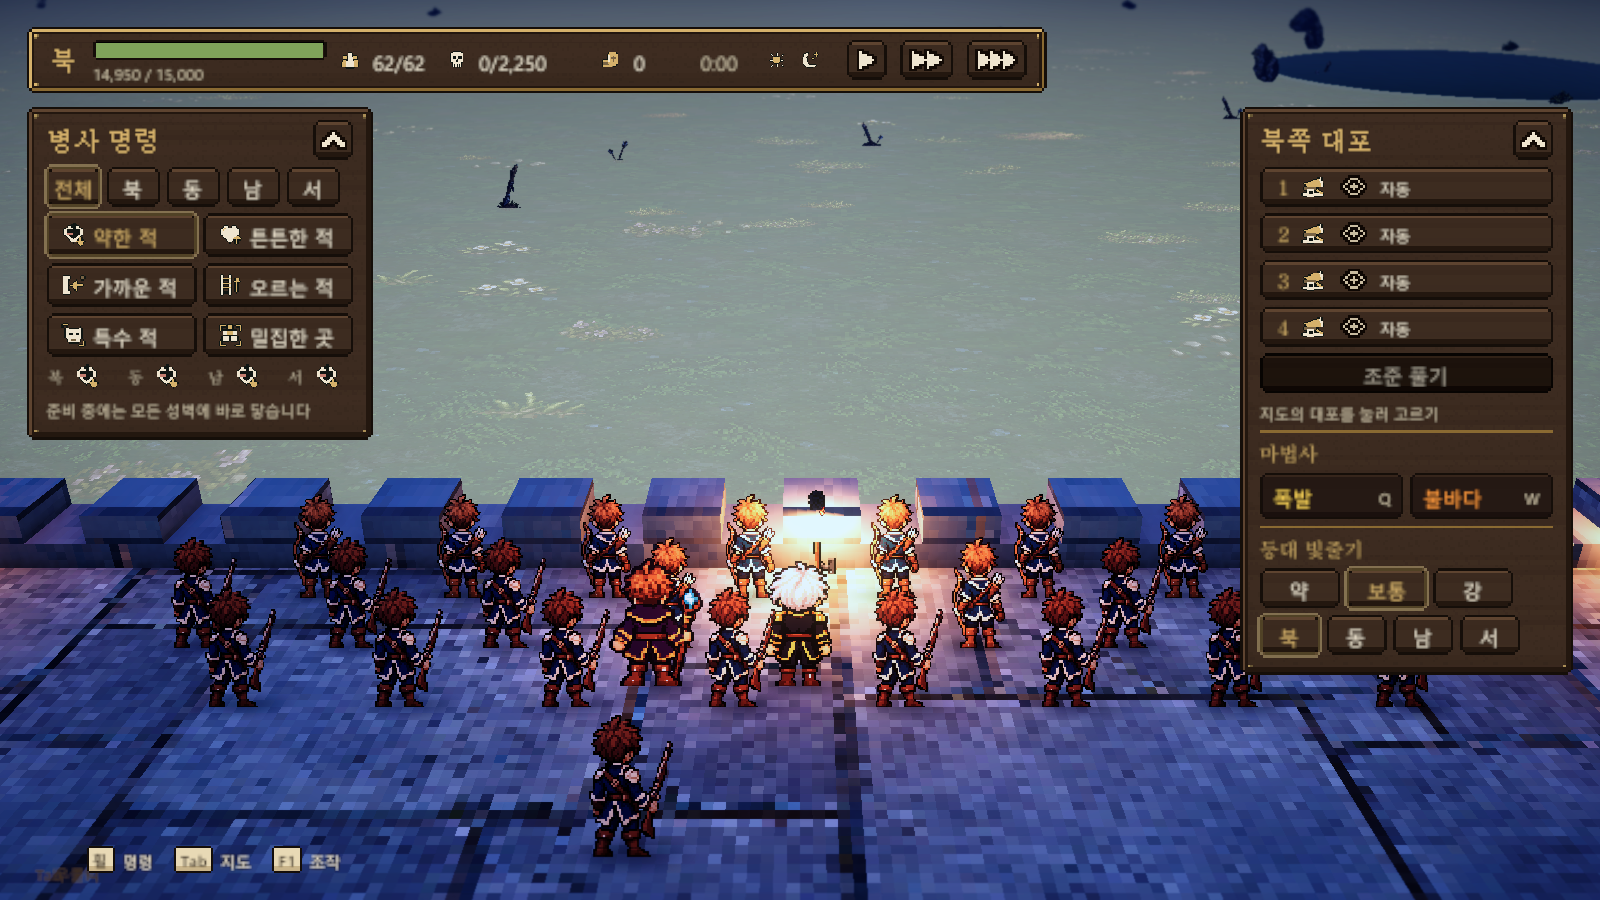 북
14,950 / 15,000
62/62
0/2,250
0
0:00
병사 명령
전체 북 동 남 서
약한 적 튼튼한 적
가까운 적 오르는 적
특수 적 밀집한 곳
북 동 남 서
준비 중에는 모든 성벽에 바로 닿습니다
북쪽 대포
1 자동
2 자동
3 자동
4 자동
조준 풀기
지도의 대포를 눌러 고르기
마법사
폭발 Q 불바다 W
등대 빛줄기
약 보통 강
북 동 남 서
휠 명령 Tab 지도 F1 조작